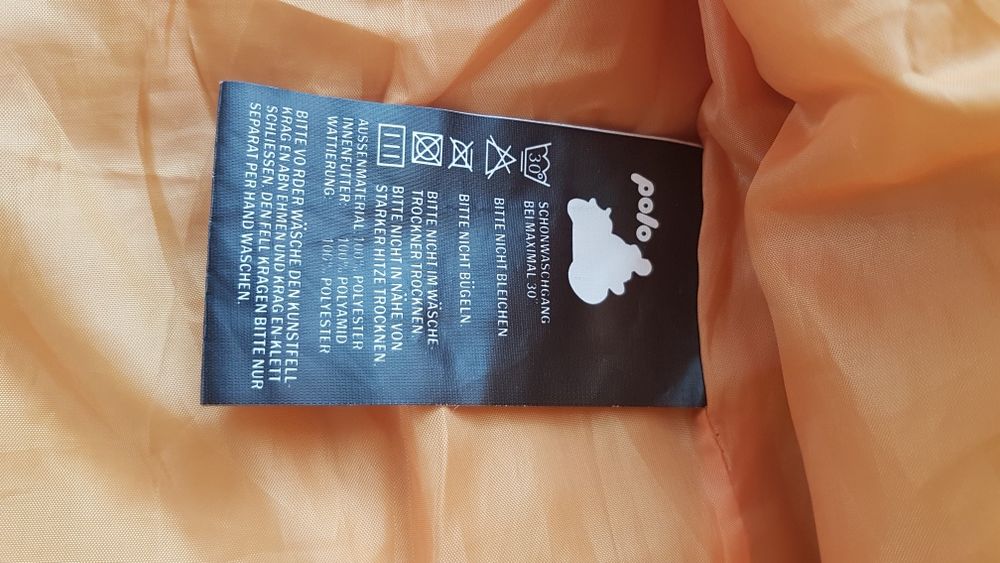 polo
30°
SCHONWASCHGANG
BEI MAXIMAL 30°
BITTE NICHT BLEICHEN
BITTE NICHT BÜGELN.
BITTE NICHT IM WÄSCHE
TROCKNER TROCKNEN.
BITTE NICHT IN NÄHE VON
STARKER HITZE TROCKNEN.
AUSSENMATERIAL: 100% POLYESTER
INNENFUTTER: 100% POLYAMID
WATTIERUNG: 100% POLYESTER
BITTE VOR DER WÄSCHE DEN KUNSTFELL-
KRAGEN ABNEHMEN UND KRAGEN-KLETT
SCHLIESSEN. DEN FELLKRAGEN BITTE NUR
SEPARAT PER HAND WASCHEN.